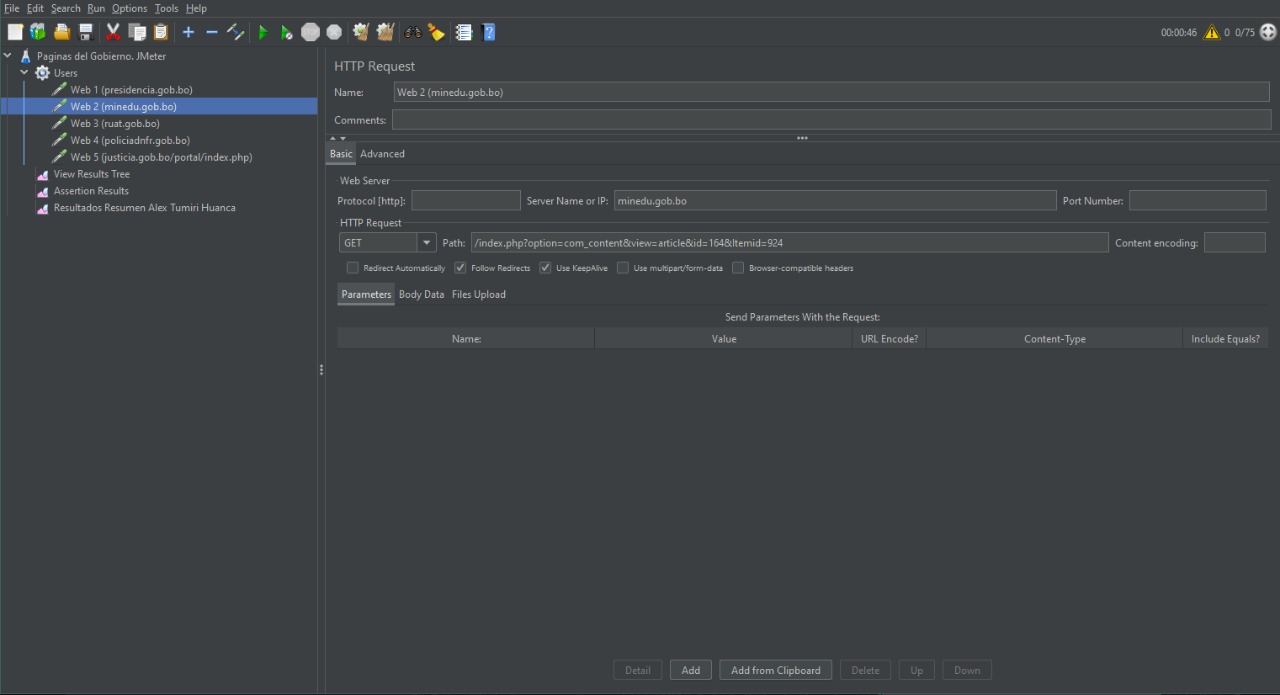 File Edit Search Run Options Tools Help
00:00:46 0 0/75
Paginas del Gobierno. JMeter
Users
Web 1 (presidencia.gob.bo)
Web 2 (minedu.gob.bo)
Web 3 (ruat.gob.bo)
Web 4 (policiadnfr.gob.bo)
Web 5 (justicia.gob.bo/portal/index.php)
View Results Tree
Assertion Results
Resultados Resumen Alex Tumiri Huanca
HTTP Request
Name: Web 2 (minedu.gob.bo)
Comments:
Basic Advanced
Web Server
Protocol [http]: Server Name or IP: minedu.gob.bo Port Number:
HTTP Request
GET Path: /index.php?option=com_content&view=article&id=164&Itemid=924 Content encoding:
Redirect Automatically Follow Redirects Use KeepAlive Use multipart/form-data Browser-compatible headers
Parameters Body Data Files Upload
Send Parameters With the Request:
Name: Value URL Encode? Content-Type Include Equals?
Detail Add Add from Clipboard Delete Up Down